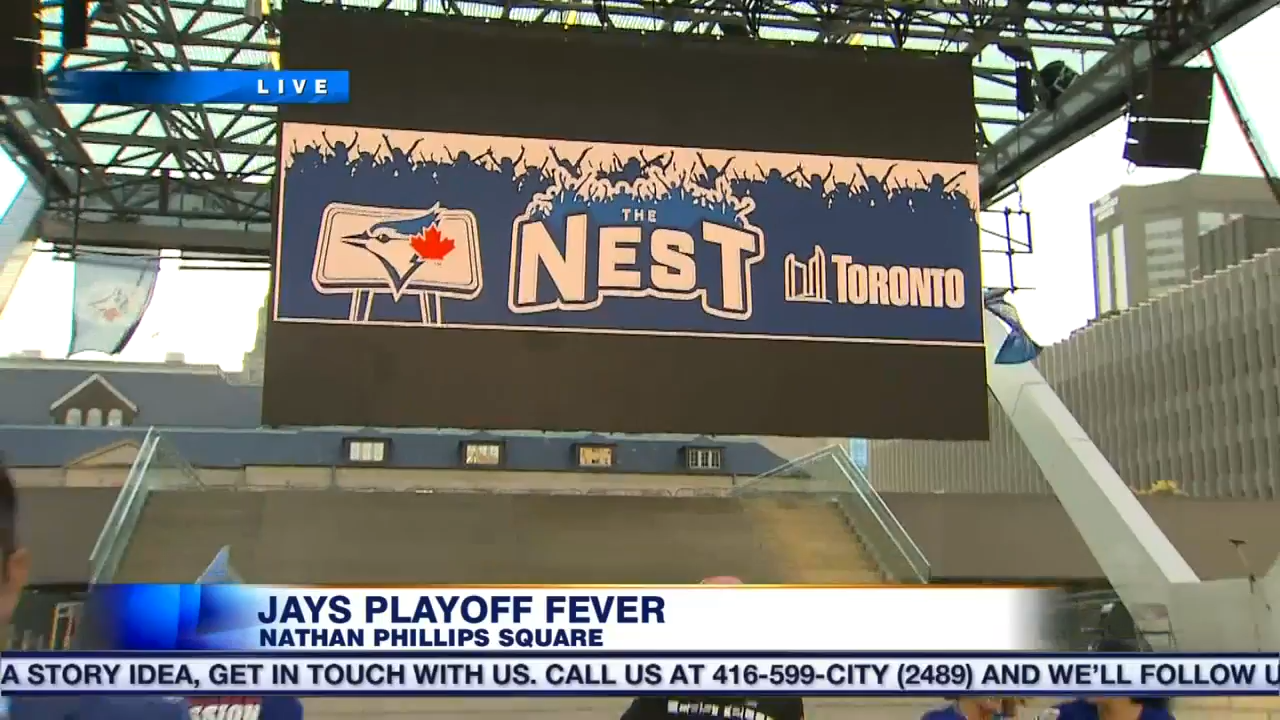 LIVE
THE
NEST
TORONTO
JAYS PLAYOFF FEVER
NATHAN PHILLIPS SQUARE
A STORY IDEA, GET IN TOUCH WITH US. CALL US AT 416-599-CITY (2489) AND WE'LL FOLLOW U